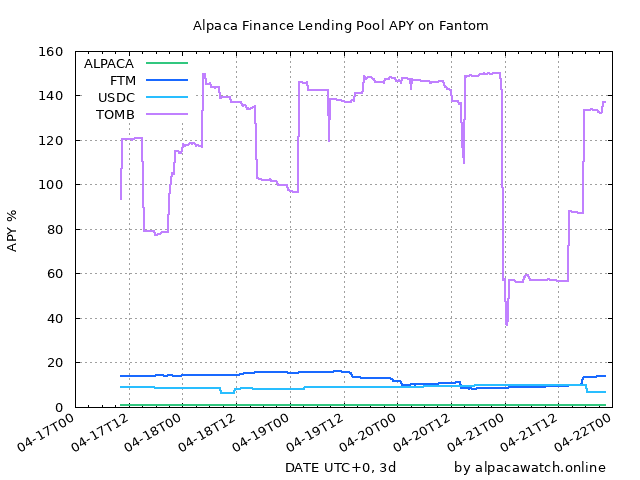 Alpaca Finance Lending Pool APY on Fantom
160
140
120
100
80
60
40
20
0
APY %
ALPACA
FTM
USDC
TOMB
04-17T00
04-17T12
04-18T00
04-18T12
04-19T00
04-19T12
04-20T00
04-20T12
04-21T00
04-21T12
04-22T00
DATE UTC+0, 3d
by alpacawatch.online